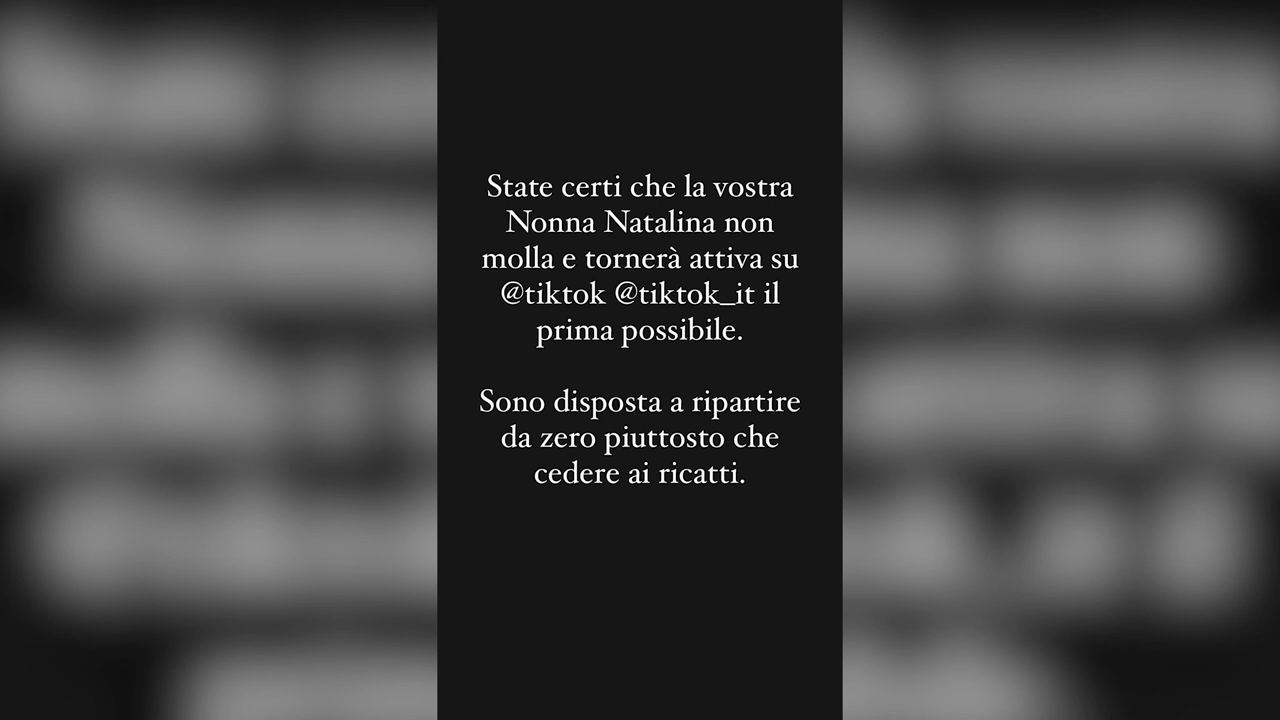 State certi che la vostra
Nonna Natalina non
molla e tornerà attiva su
@tiktok @tiktok_it il
prima possibile.
Sono disposta a ripartire
da zero piuttosto che
cedere ai ricatti.